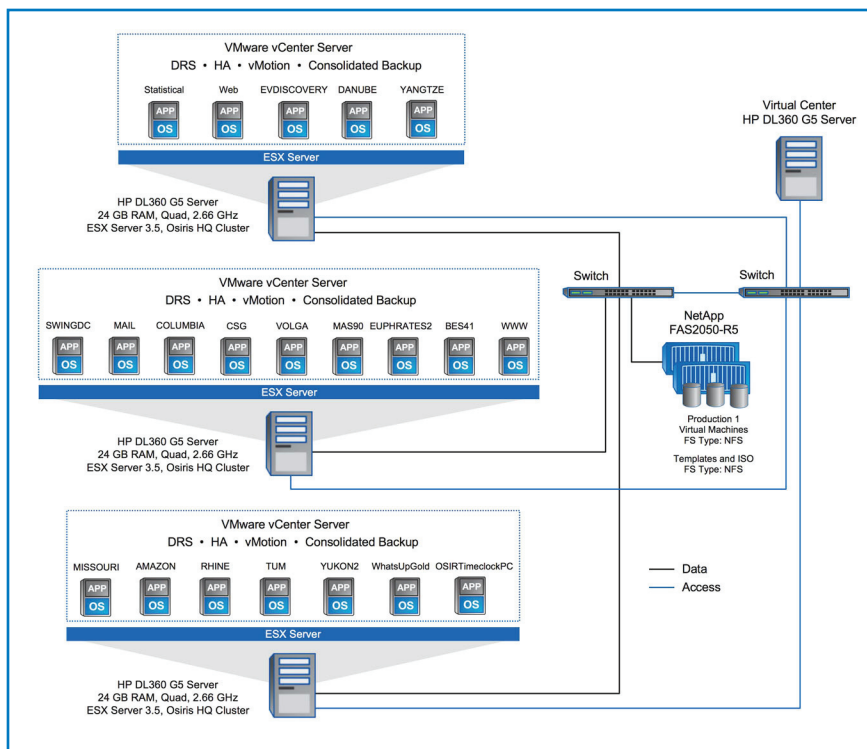 VMware vCenter Server
DRS • HA • vMotion • Consolidated Backup
Statistical Web EVDISCOVERY DANUBE YANGTZE
APP APP APP APP APP
OS OS OS OS OS
ESX Server
HP DL360 G5 Server
24 GB RAM, Quad, 2.66 GHz
ESX Server 3.5, Osiris HQ Cluster
Virtual Center
HP DL360 G5 Server
VMware vCenter Server
DRS • HA • vMotion • Consolidated Backup
SWINGDC MAIL COLUMBIA CSG VOLGA MAS90 EUPHRATES2 BES41 WWW
APP APP APP APP APP APP APP APP APP
OS OS OS OS OS OS OS OS OS
ESX Server
HP DL360 G5 Server
24 GB RAM, Quad, 2.66 GHz
ESX Server 3.5, Osiris HQ Cluster
Switch
Switch
NetApp
FAS2050-R5
Production 1
Virtual Machines
FS Type: NFS
Templates and ISO
FS Type: NFS
VMware vCenter Server
DRS • HA • vMotion • Consolidated Backup
MISSOURI AMAZON RHINE TUM YUKON2 WhatsUpGold OSIRTimeclockPC
APP APP APP APP APP APP APP
OS OS OS OS OS OS OS
ESX Server
HP DL360 G5 Server
24 GB RAM, Quad, 2.66 GHz
ESX Server 3.5, Osiris HQ Cluster
Data
Access